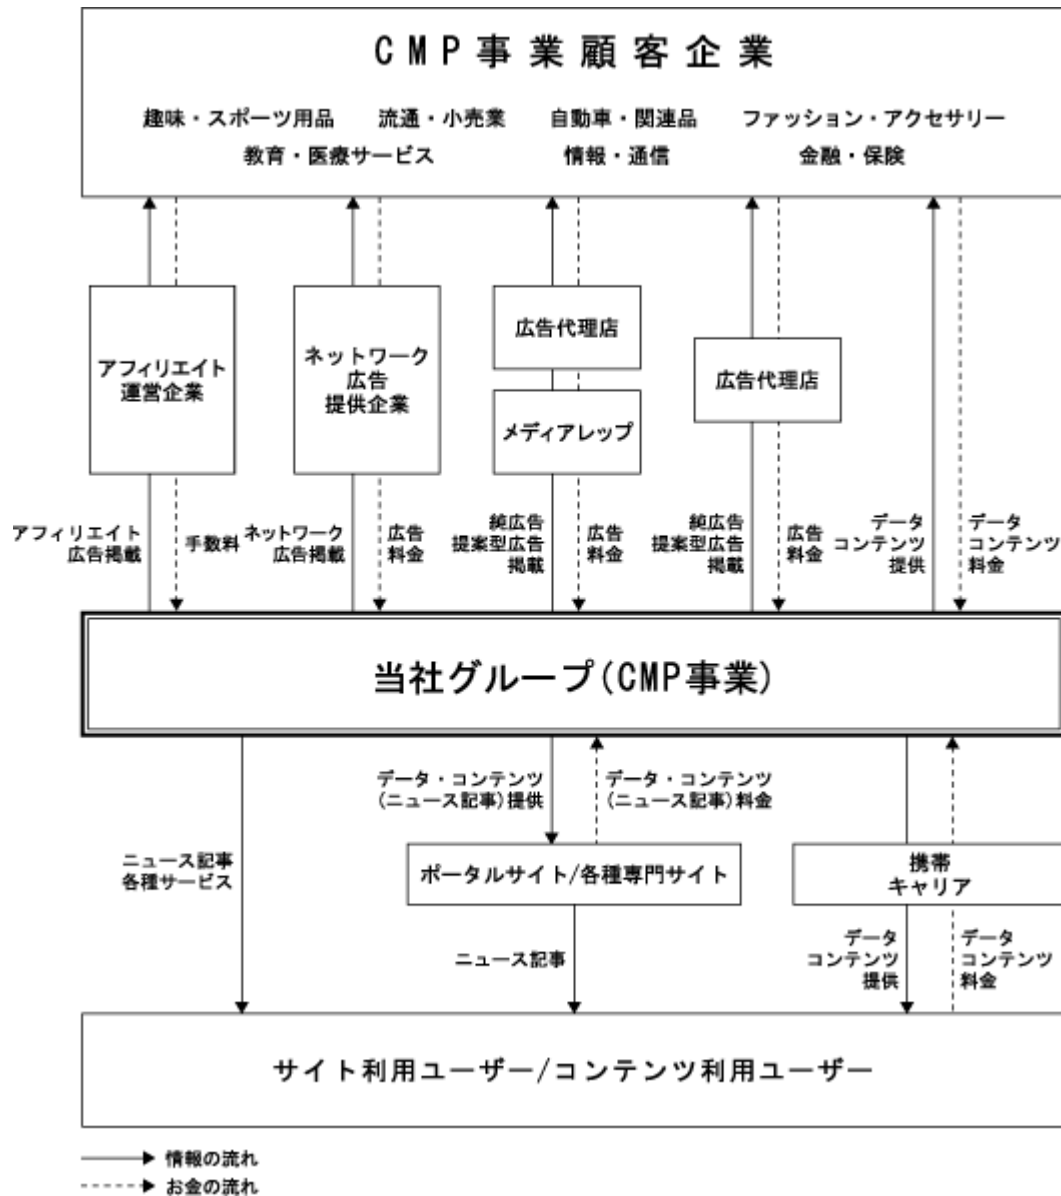 CMP事業顧客企業
趣味・スポーツ用品 流通・小売業 自動車・関連品 ファッション・アクセサリー
教育・医療サービス 情報・通信 金融・保険
アフィリエイト
運営企業
ネットワーク
広告
提供企業
広告代理店
メディアレップ
広告代理店
アフィリエイト
広告掲載
手数料
ネットワーク
広告掲載
広告
料金
純広告
提案型広告
掲載
広告
料金
純広告
提案型広告
掲載
広告
料金
データ
コンテンツ
提供
データ
コンテンツ
料金
当社グループ(CMP事業)
ニュース記事
各種サービス
データ・コンテンツ
(ニュース記事)提供
データ・コンテンツ
(ニュース記事)料金
ポータルサイト/各種専門サイト
携帯
キャリア
ニュース記事
データ
コンテンツ
提供
データ
コンテンツ
料金
サイト利用ユーザー/コンテンツ利用ユーザー
情報の流れ
お金の流れ